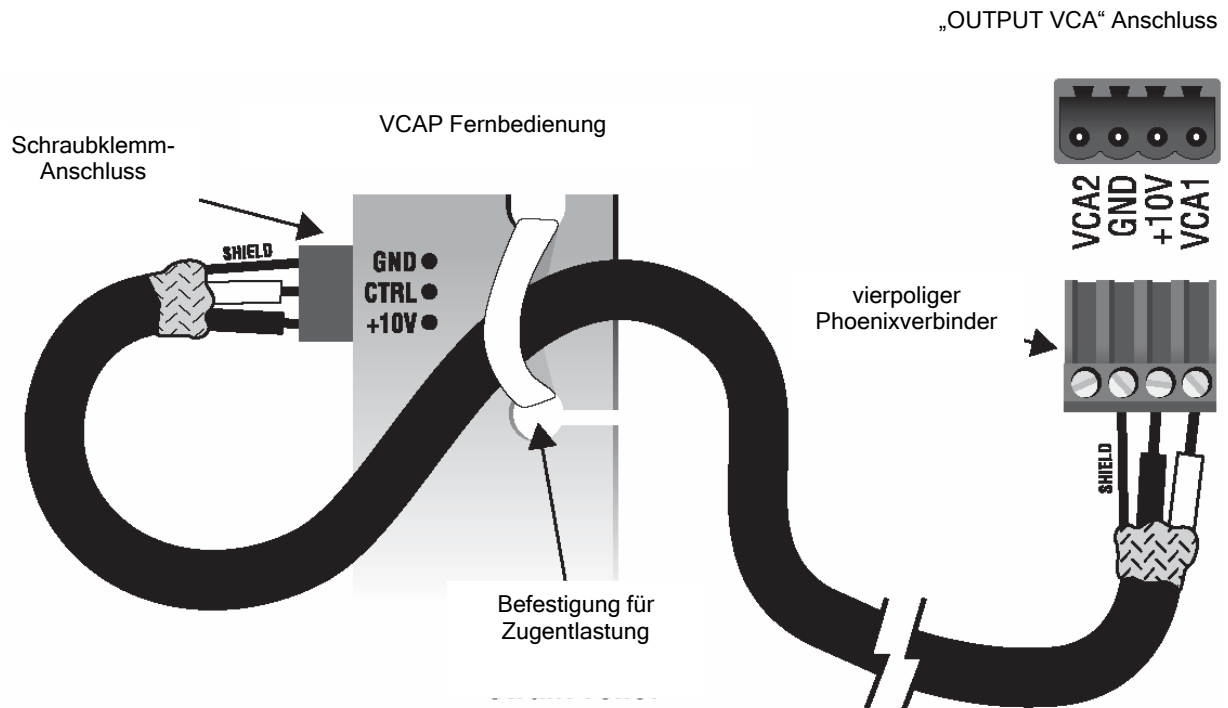 „OUTPUT VCA“ Anschluss
VCAP Fernbedienung
Schraubklemm-
Anschluss
SHIELD
GND
CTRL
+10V
VCA2
GND
+10V
VCA1
vierpoliger
Phoenixverbinder
SHIELD
Befestigung für
Zugentlastung